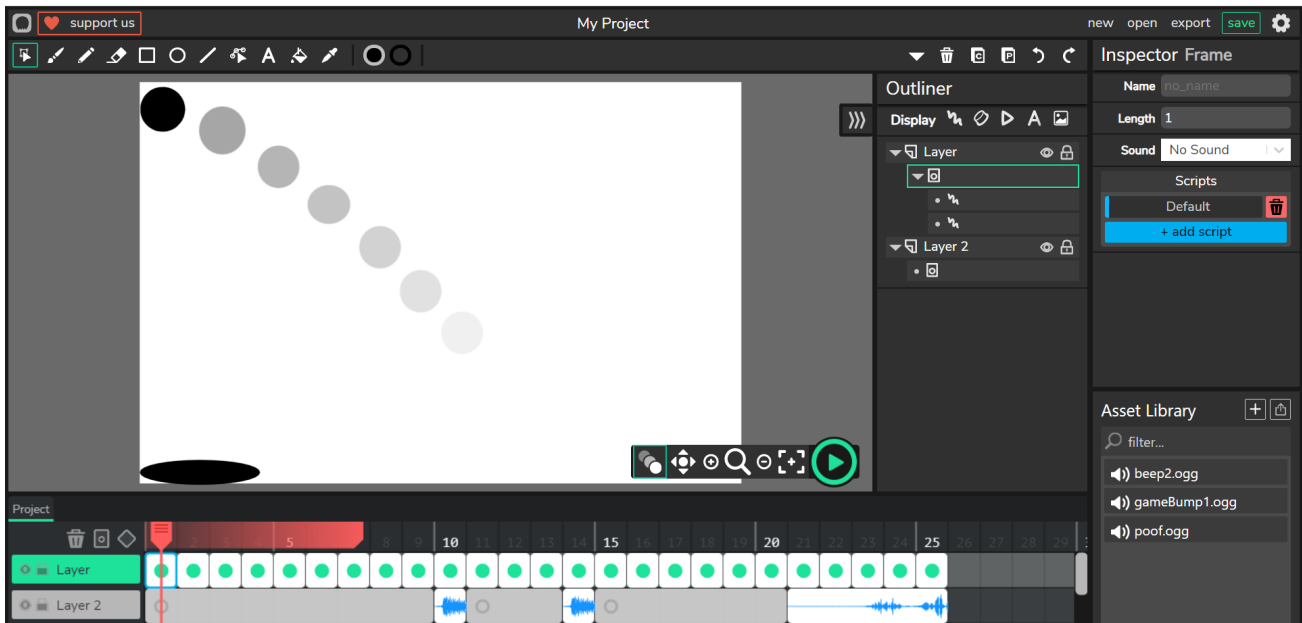 support us
My Project
new open export save
Inspector Frame
Name no_name
Length 1
Sound No Sound
Scripts
Default
+ add script
Outliner
Display A
Layer
Layer 2
Asset Library
filter...
beep2.ogg
gameBump1.ogg
poof.ogg
Project
2 3 4 5 8 9 10 11 12 13 14 15 16 17 18 19 20 21 22 23 24 25 26 27 28 29
Layer
Layer 2